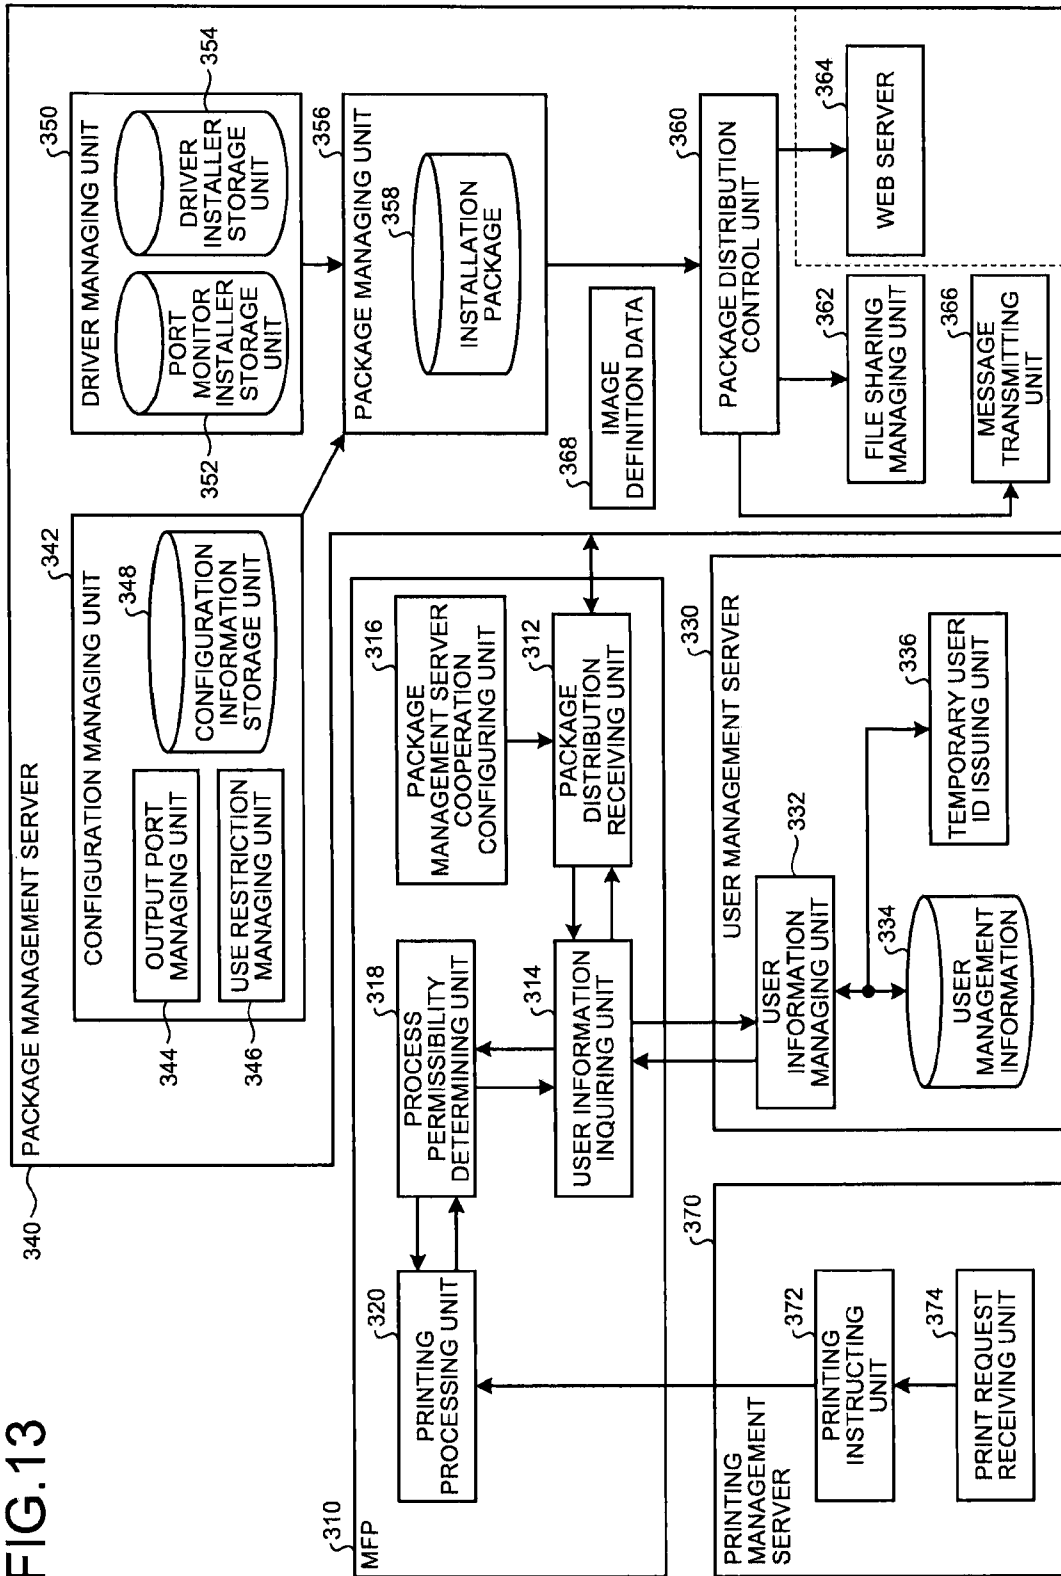 FIG.13
340
PACKAGE MANAGEMENT SERVER
342
CONFIGURATION MANAGING UNIT
344
OUTPUT PORT
MANAGING UNIT
346
USE RESTRICTION
MANAGING UNIT
348
CONFIGURATION
INFORMATION
STORAGE
UNIT
350
DRIVER MANAGING UNIT
352
PORT
MONITOR
INSTALLER
STORAGE
UNIT
354
DRIVER
INSTALLER
STORAGE
UNIT
356
PACKAGE MANAGING UNIT
358
INSTALLATION
PACKAGE
368
IMAGE
DEFINITION DATA
360
PACKAGE DISTRIBUTION
CONTROL UNIT
362
FILE SHARING
MANAGING UNIT
364
WEB SERVER
366
MESSAGE
TRANSMITTING
UNIT
310
MFP
320
PRINTING
PROCESSING UNIT
318
PROCESS
PERMISSIBILITY
DETERMINING UNIT
316
PACKAGE
MANAGEMENT SERVER
COOPERATION
CONFIGURING UNIT
314
USER INFORMATION
INQUIRING UNIT
312
PACKAGE
DISTRIBUTION
RECEIVING UNIT
370
PRINTING
MANAGEMENT
SERVER
372
PRINTING
INSTRUCTING
UNIT
374
PRINT REQUEST
RECEIVING UNIT
330
USER MANAGEMENT SERVER
332
USER
INFORMATION
MANAGING UNIT
334
USER
MANAGEMENT
INFORMATION
336
TEMPORARY USER
ID ISSUING UNIT